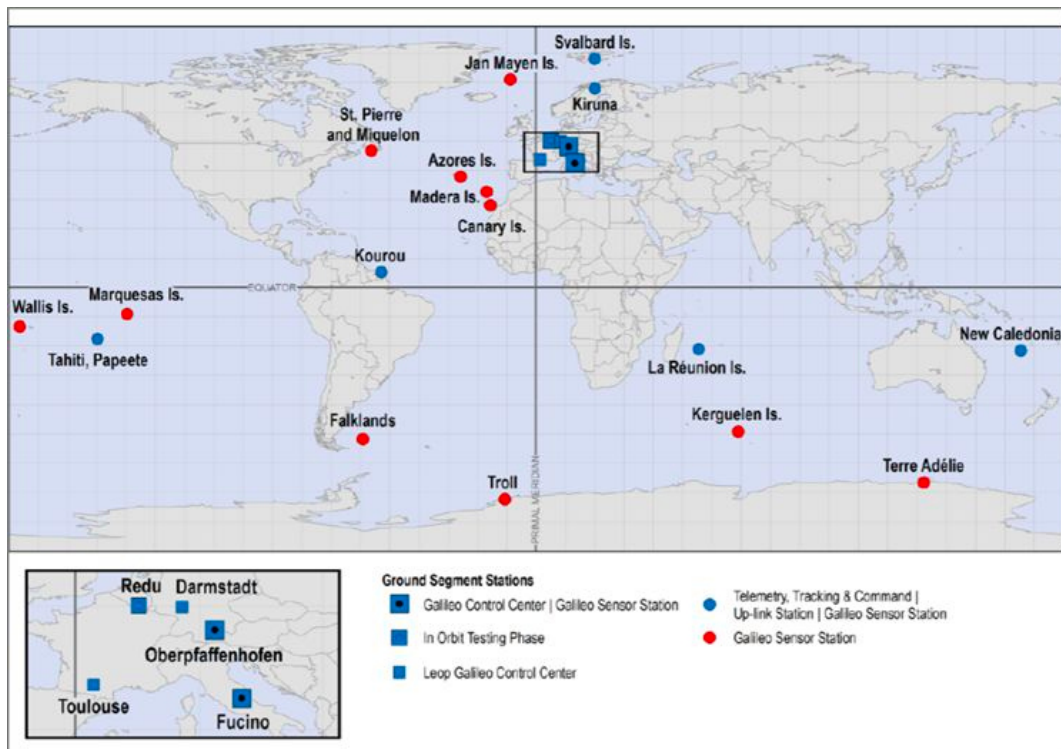 Svalbard Is.
Jan Mayen Is.
Kiruna
St. Pierre
and Miquelon
Azores Is.
Madera Is.
Canary Is.
Kourou
EQUATOR
Marquesas Is.
Wallis Is.
Tahiti, Papeete
New Caledonia
La Réunion Is.
Falklands
Kerguelen Is.
Terre Adélie
Troll
PRIMAL MERIDIAN
Redu
Darmstadt
Oberpfaffenhofen
Toulouse
Fucino
Ground Segment Stations
Galileo Control Center | Galileo Sensor Station
In Orbit Testing Phase
Leop Galileo Control Center
Telemetry, Tracking & Command |
Up-link Station | Galileo Sensor Station
Galileo Sensor Station